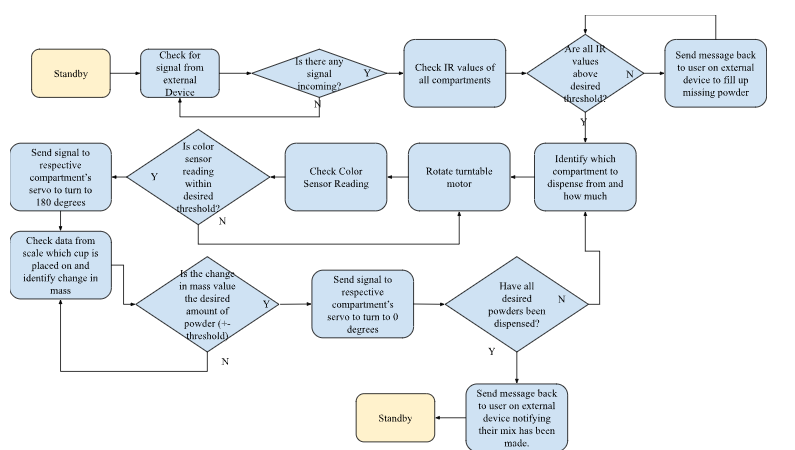 Standby
Check for
signal from
external
Device
Is there any
signal
incoming?
Y
N
Check IR values of
all compartments
Are all IR
values
above
desired
threshold?
N
Y
Send message back
to user on external
device to fill up
missing powder
Send signal to
respective
compartment's
servo to turn to
180 degrees
Y
Is color
sensor
reading
within
desired
threshold?
N
Check Color
Sensor Reading
Rotate turntable
motor
Identify which
compartment to
dispense from and
how much
Check data from
scale which cup is
placed on and
identify change in
mass
Is the change
in mass value
the desired
amount of
powder (+-
threshold)
Y
N
Send signal to
respective
compartment's
servo to turn to 0
degrees
Have all
desired
powders been
dispensed?
N
Y
Standby
Send message back
to user on external
device notifying
their mix has been
made.